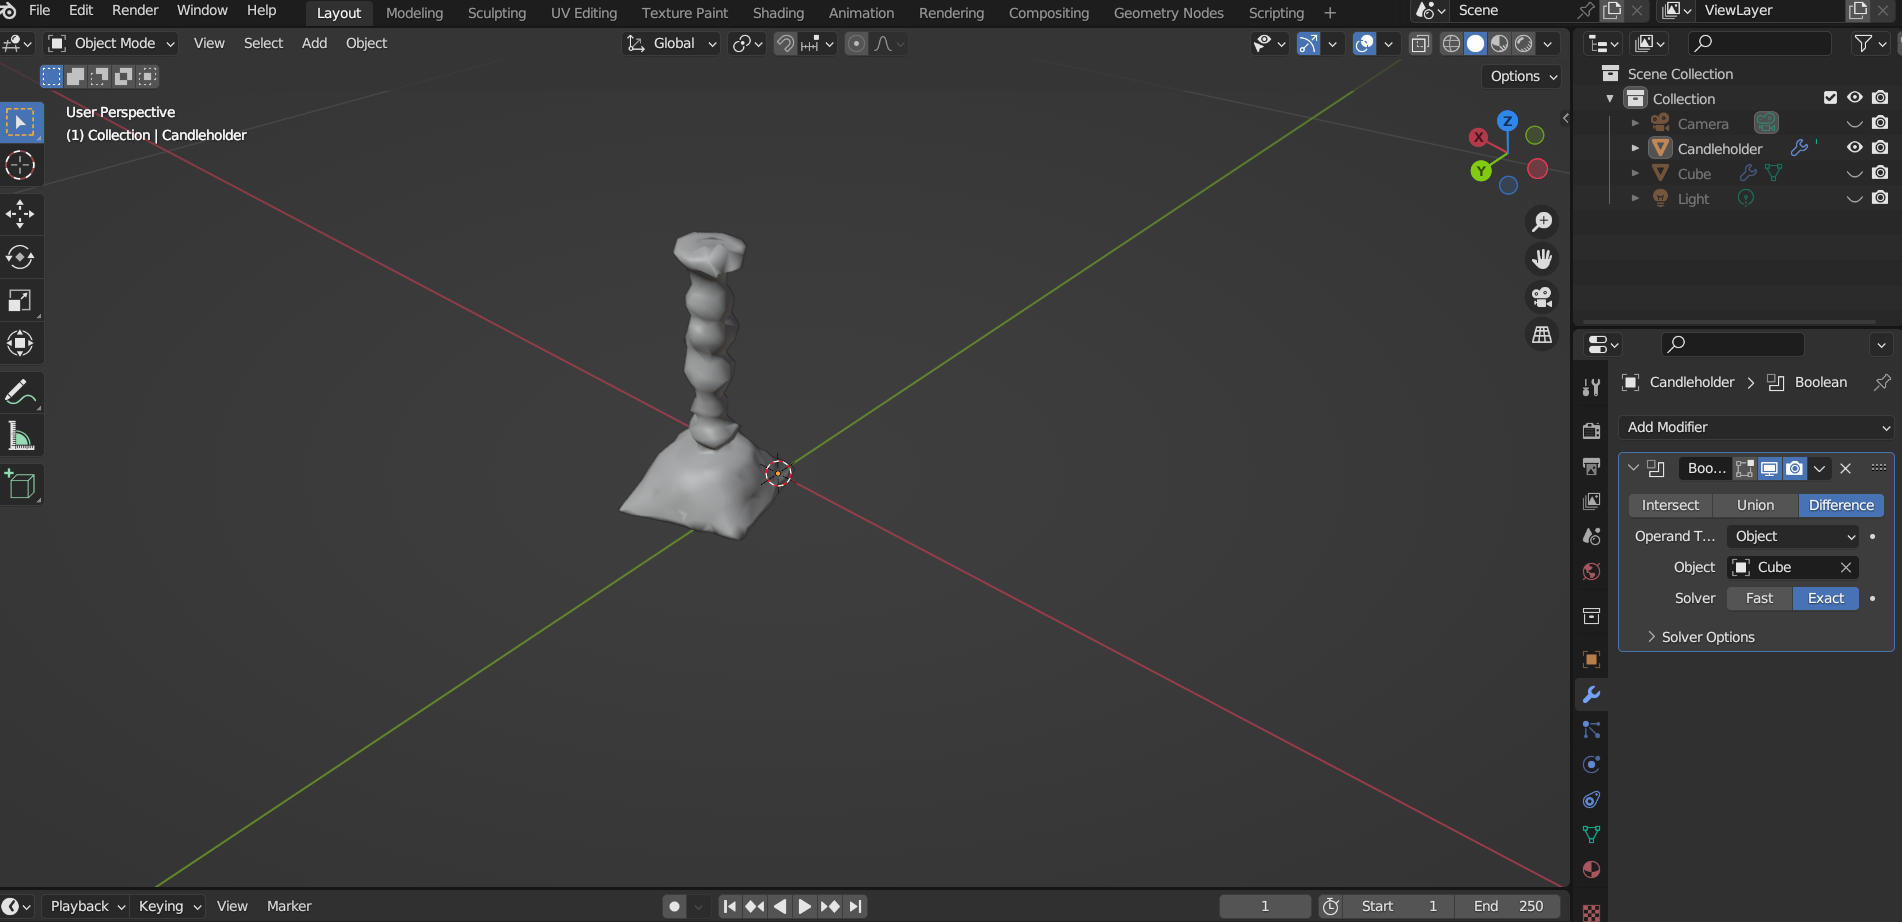 File Edit Render Window Help Layout Modeling Sculpting UV Editing Texture Paint Shading Animation Rendering Compositing Geometry Nodes Scripting + Scene ViewLayer
Object Mode View Select Add Object Global
Options
User Perspective
(1) Collection | Candleholder
Z
X
Y
Scene Collection
Collection
Camera
Candleholder
Cube
Light
Candleholder > Boolean
Add Modifier
Boo...
Intersect Union Difference
Operand T... Object
Object Cube
Solver Fast Exact
Solver Options
Playback Keying View Marker 1 Start 1 End 250